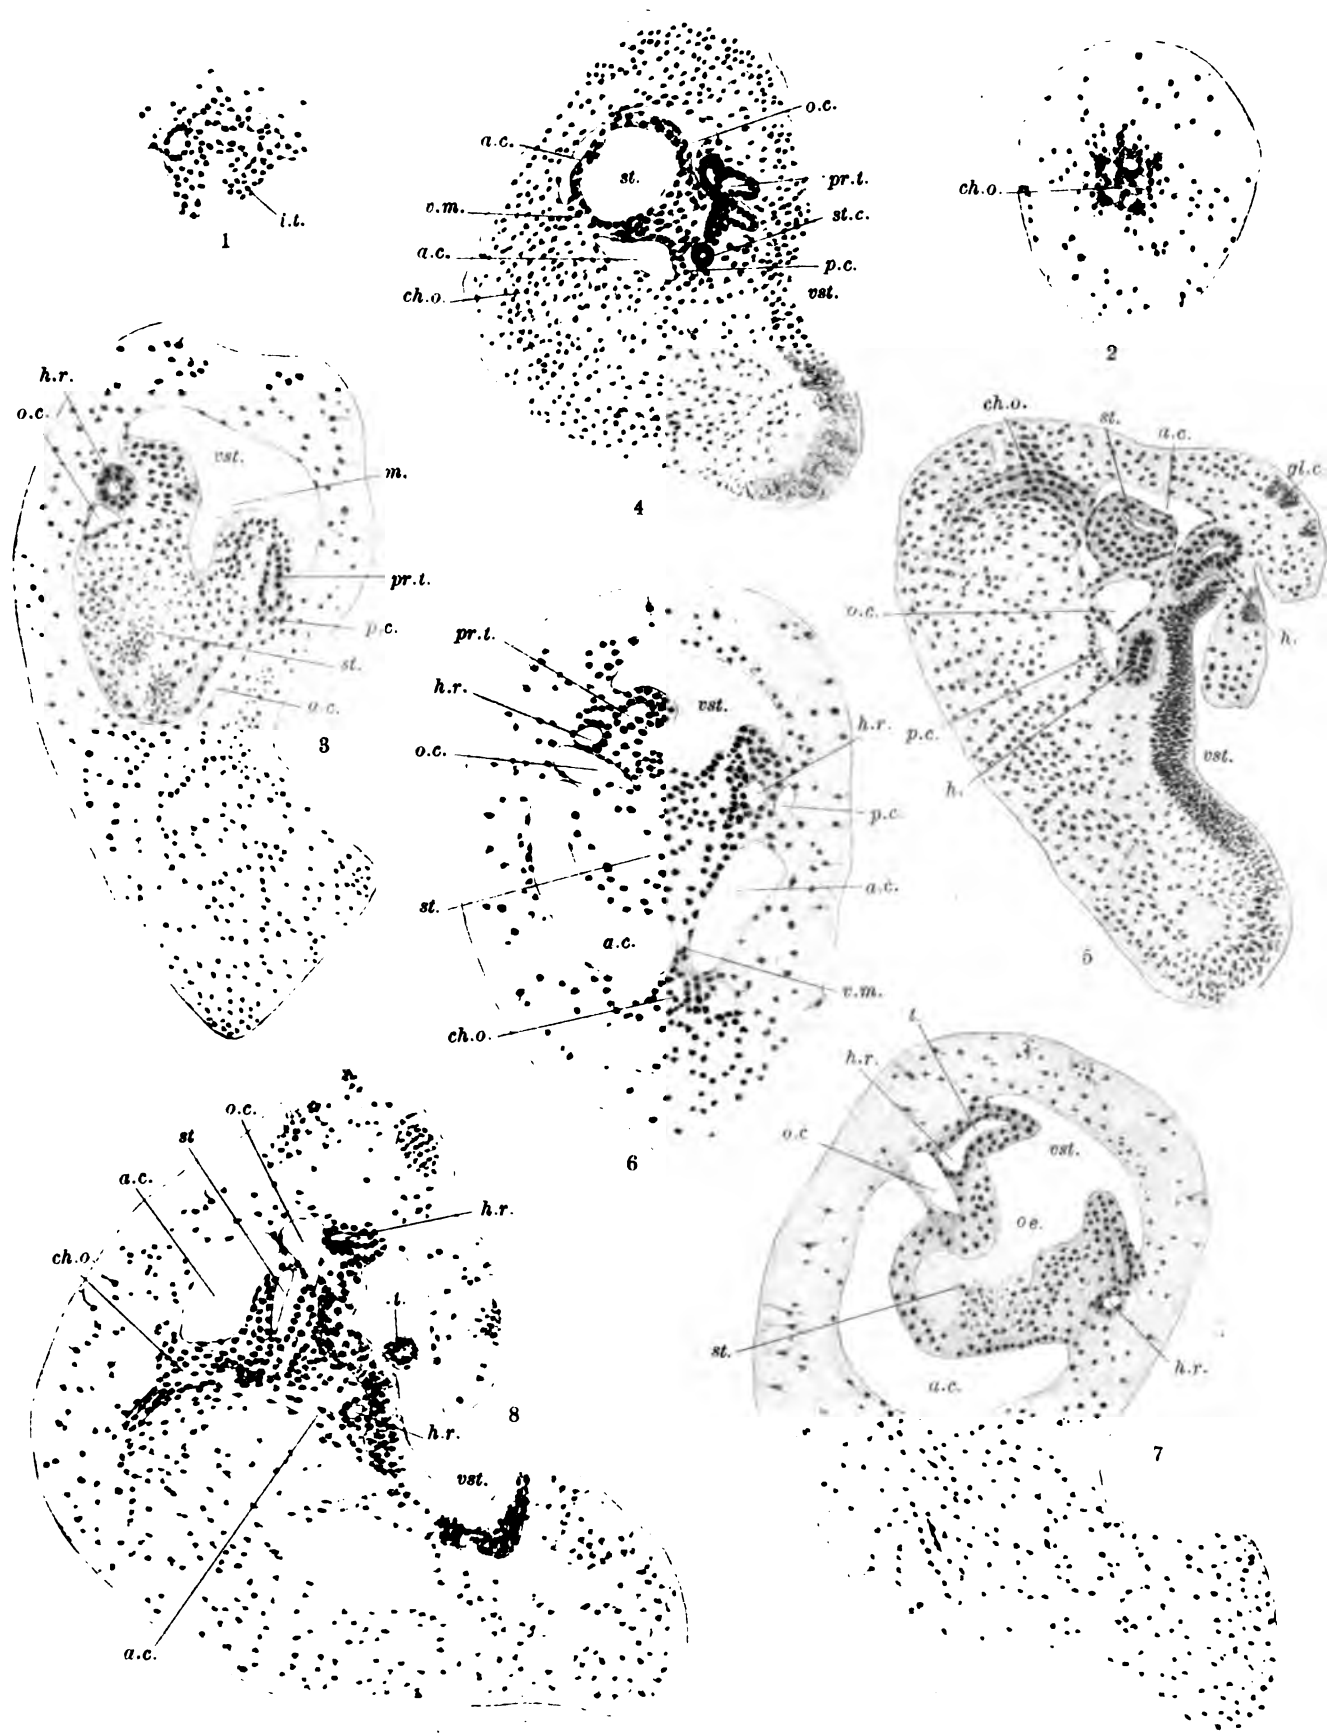 i.t.
1
a.c.
st.
v.m.
a.c.
ch.o.
o.c.
pr.t.
st.c.
p.c.
vst.
4
ch.o.
2
h.r.
o.c.
vst.
m.
pr.t.
p.c.
st.
a.c.
3
ch.o.
st.
a.c.
gl.c.
o.c.
h.
p.c.
h.
vst.
5
pr.t.
h.r.
o.c.
vst.
h.r.
p.c.
st.
a.c.
a.c.
v.m.
ch.o.
6
t.
h.r.
o.c
vst.
oe.
st.
h.r.
a.c.
7
o.c.
st
a.c.
h.r.
ch.o.
t.
h.r.
8
vst.
a.c.